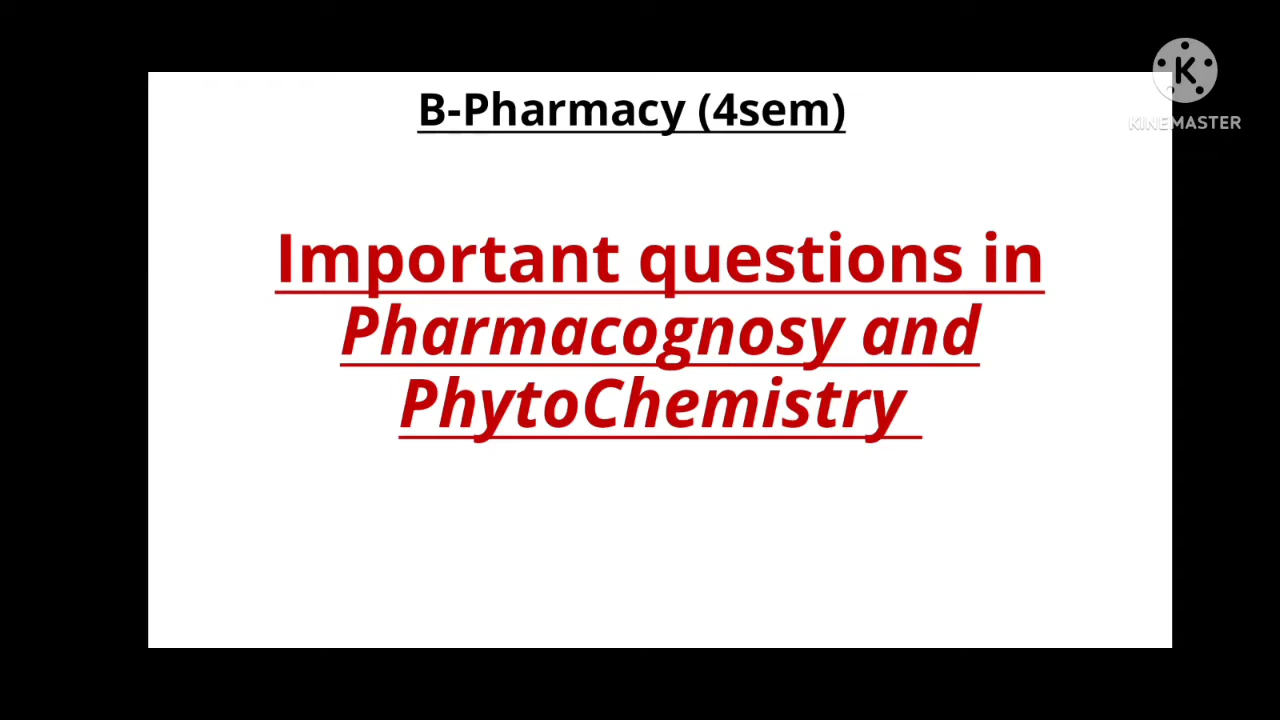 B-Pharmacy (4sem)
K
KINEMASTER
Important questions in
Pharmacognosy and
PhytoChemistry